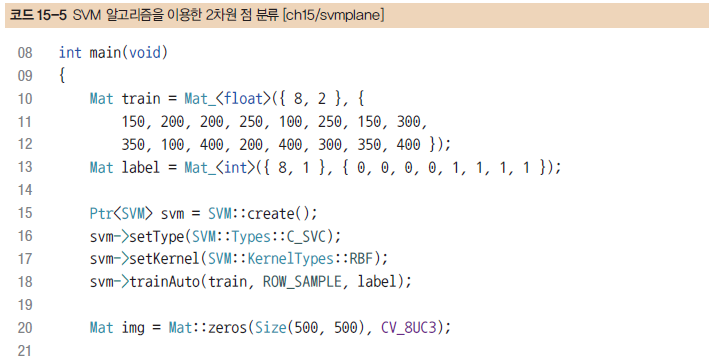 코드 15-5 SVM 알고리즘을 이용한 2차원 점 분류 [ch15/svmplane]
08 int main(void)
09 {
10 Mat train = Mat_<float>({ 8, 2 }, {
11 150, 200, 200, 250, 100, 250, 150, 300,
12 350, 100, 400, 200, 400, 300, 350, 400 });
13 Mat label = Mat_<int>({ 8, 1 }, { 0, 0, 0, 0, 1, 1, 1, 1 });
14
15 Ptr<SVM> svm = SVM::create();
16 svm->setType(SVM::Types::C_SVC);
17 svm->setKernel(SVM::KernelTypes::RBF);
18 svm->trainAuto(train, ROW_SAMPLE, label);
19
20 Mat img = Mat::zeros(Size(500, 500), CV_8UC3);
21